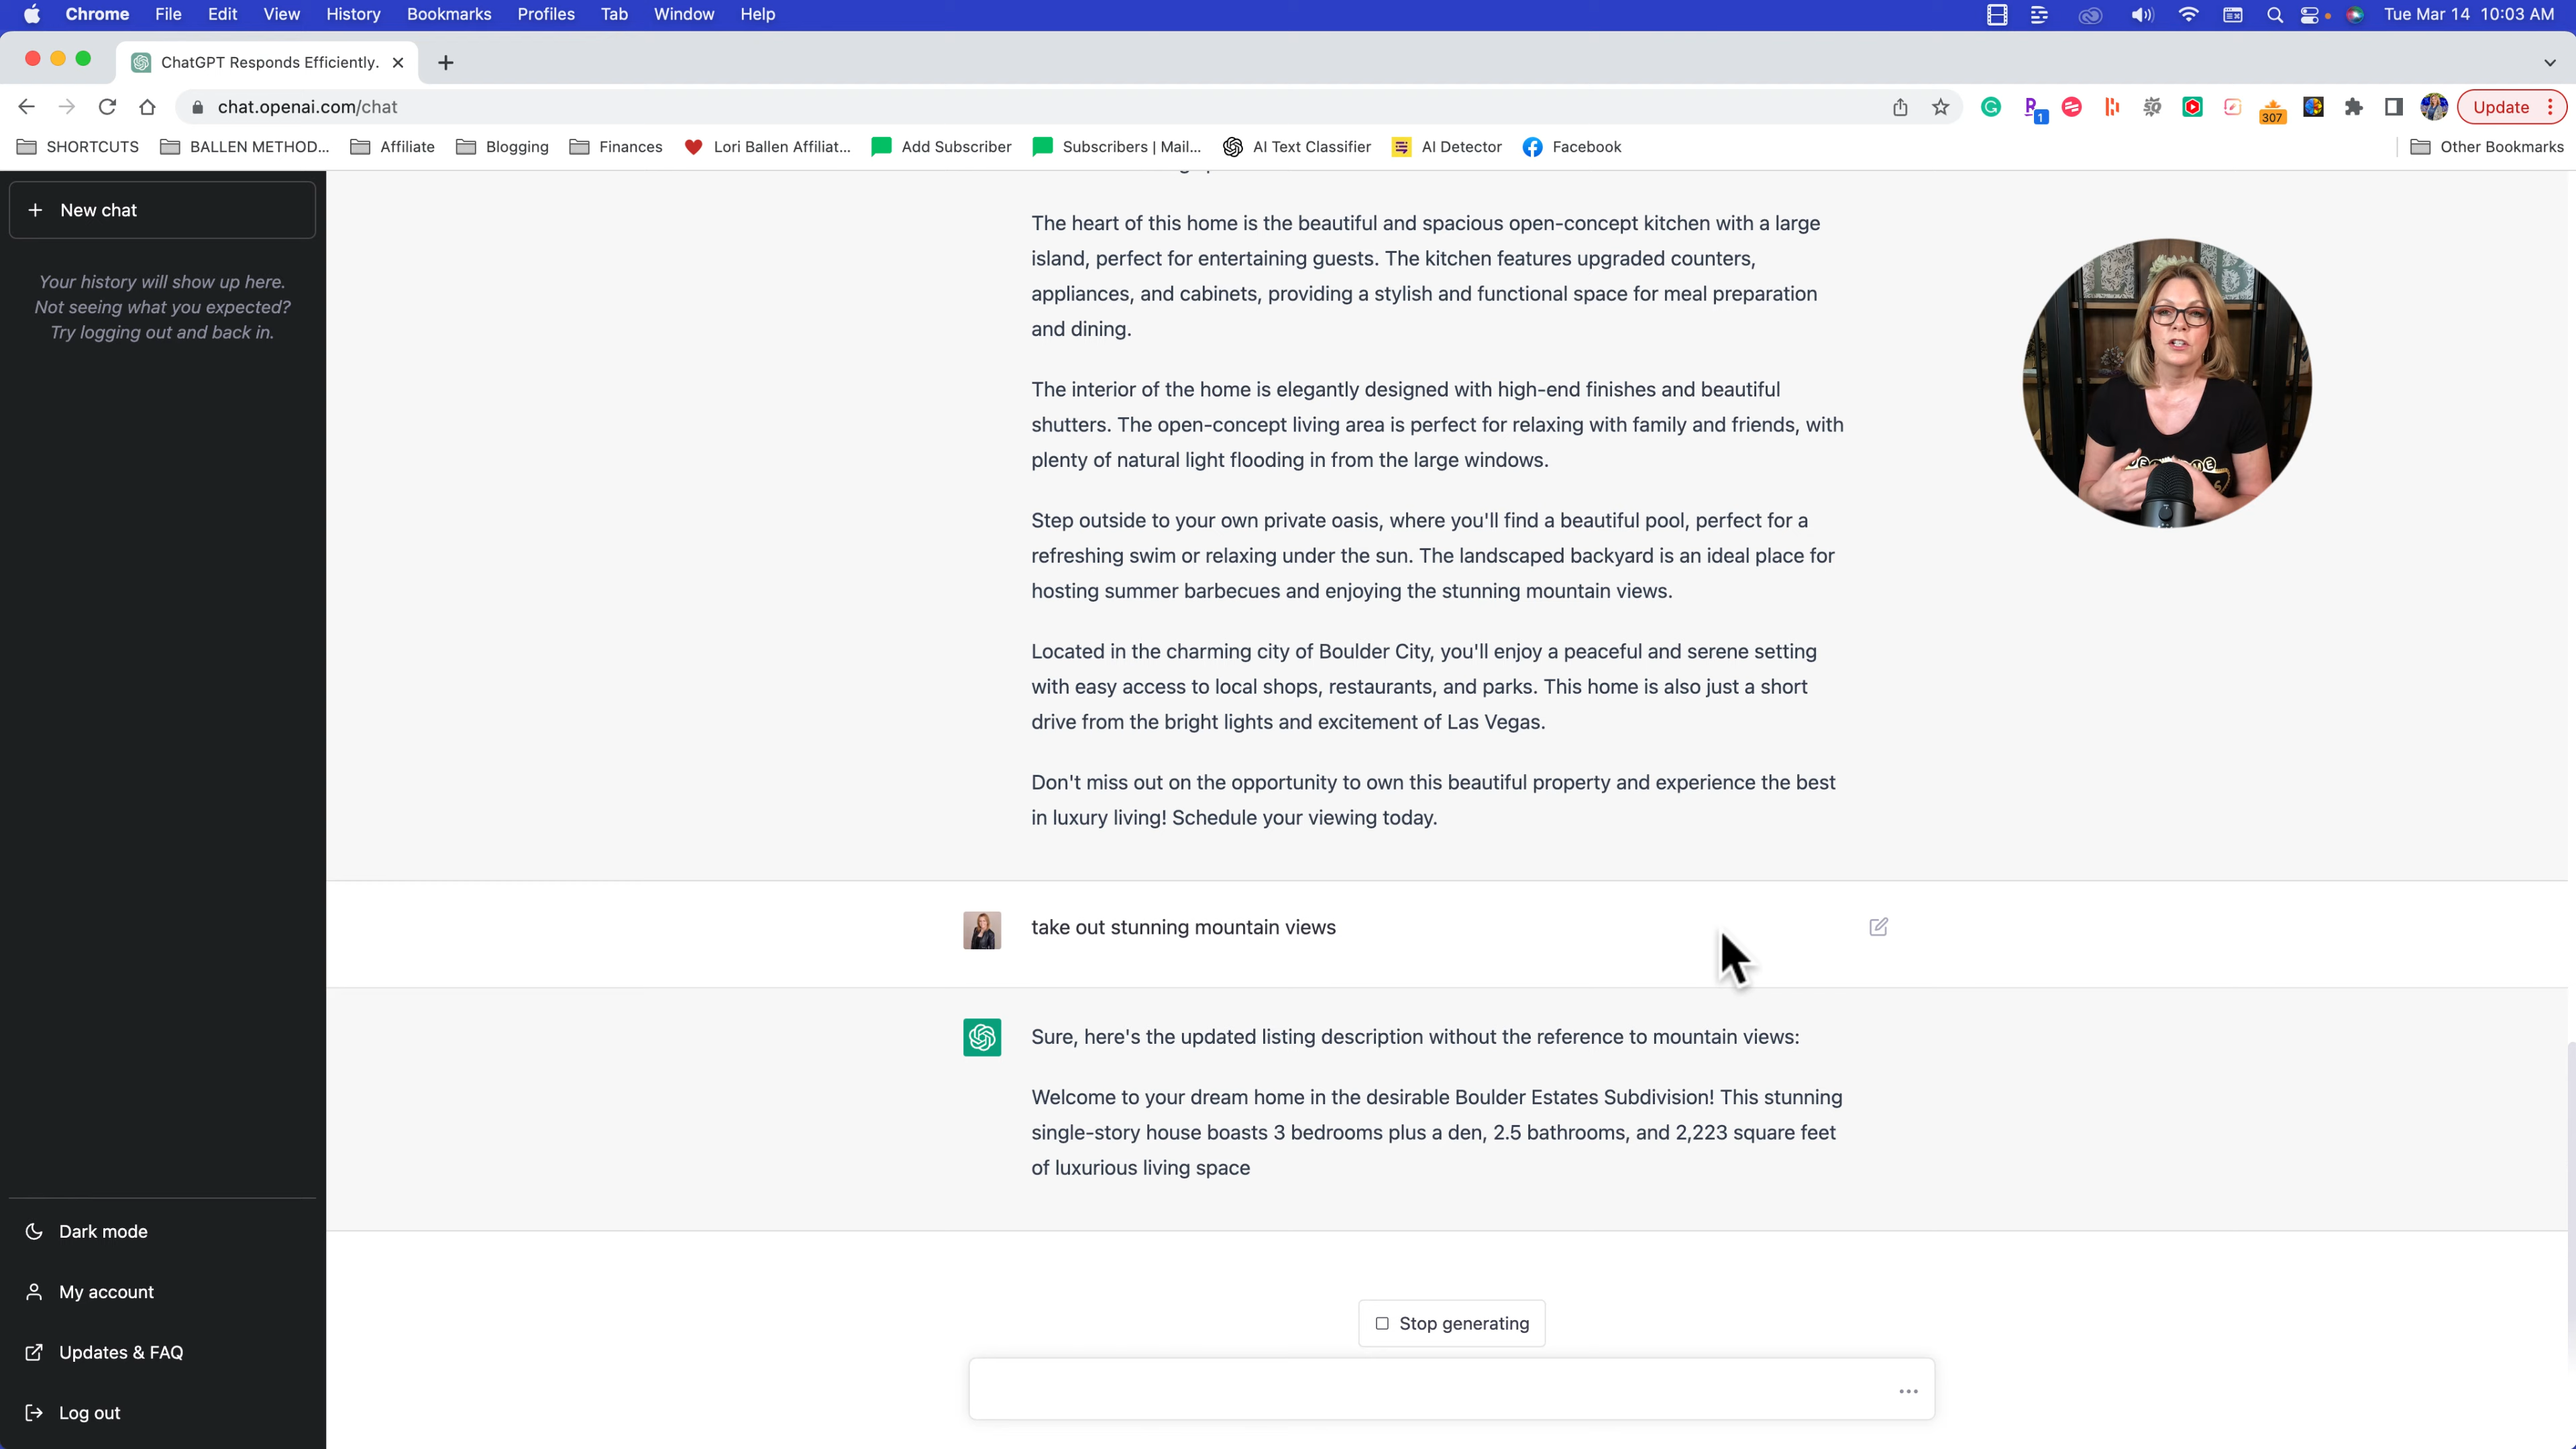 Chrome File Edit View History Bookmarks Profiles Tab Window Help Tue Mar 14 10:03 AM
ChatGPT Responds Efficiently.
chat.openai.com/chat
1
307
Update
SHORTCUTS BALLEN METHOD... Affiliate Blogging Finances Lori Ballen Affiliat... Add Subscriber Subscribers | Mail... AI Text Classifier AI Detector Facebook Other Bookmarks
New chat
Your history will show up here.
Not seeing what you expected?
Try logging out and back in.
The heart of this home is the beautiful and spacious open-concept kitchen with a large
island, perfect for entertaining guests. The kitchen features upgraded counters,
appliances, and cabinets, providing a stylish and functional space for meal preparation
and dining.
The interior of the home is elegantly designed with high-end finishes and beautiful
shutters. The open-concept living area is perfect for relaxing with family and friends, with
plenty of natural light flooding in from the large windows.
Step outside to your own private oasis, where you'll find a beautiful pool, perfect for a
refreshing swim or relaxing under the sun. The landscaped backyard is an ideal place for
hosting summer barbecues and enjoying the stunning mountain views.
Located in the charming city of Boulder City, you'll enjoy a peaceful and serene setting
with easy access to local shops, restaurants, and parks. This home is also just a short
drive from the bright lights and excitement of Las Vegas.
Don't miss out on the opportunity to own this beautiful property and experience the best
in luxury living! Schedule your viewing today.
take out stunning mountain views
Sure, here's the updated listing description without the reference to mountain views:
Welcome to your dream home in the desirable Boulder Estates Subdivision! This stunning
single-story house boasts 3 bedrooms plus a den, 2.5 bathrooms, and 2,223 square feet
of luxurious living space
Stop generating
Dark mode
My account
Updates & FAQ
Log out